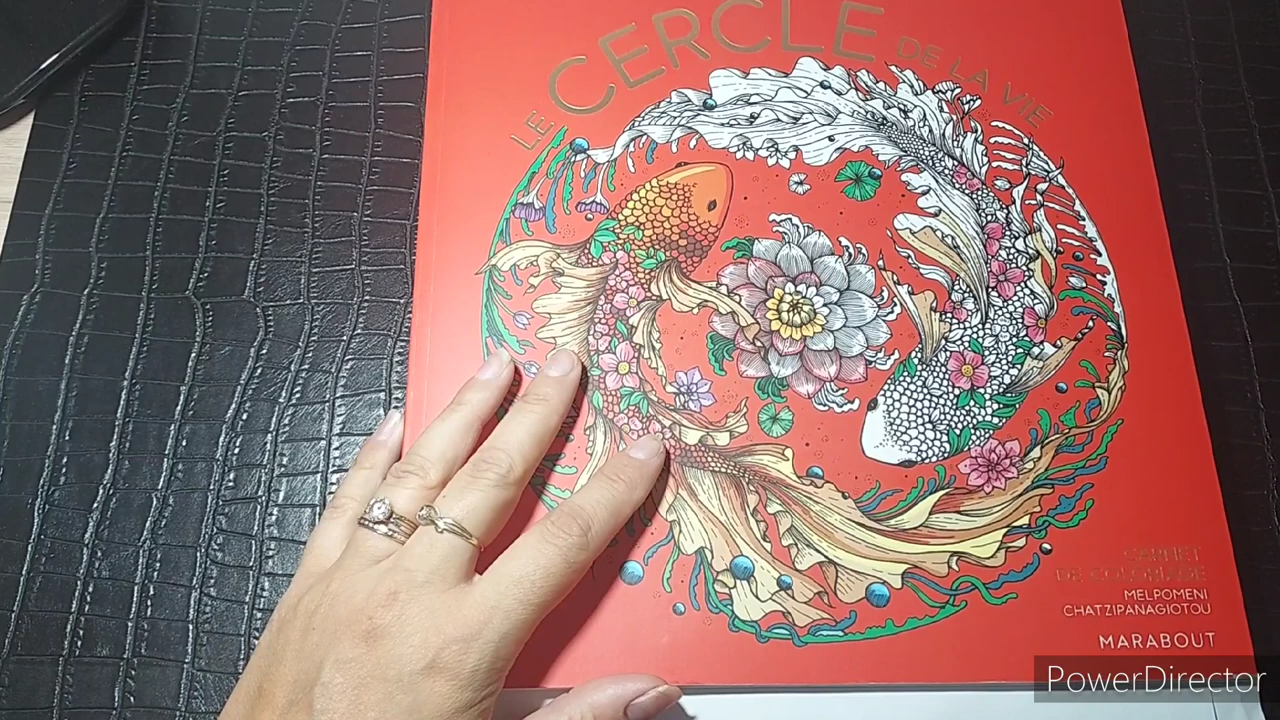 LE CERCLE DE LA VIE
CARNET
DE COLORIAGE
MELPOMENI
CHATZIPANAGIOTOU
MARABOUT
PowerDirector